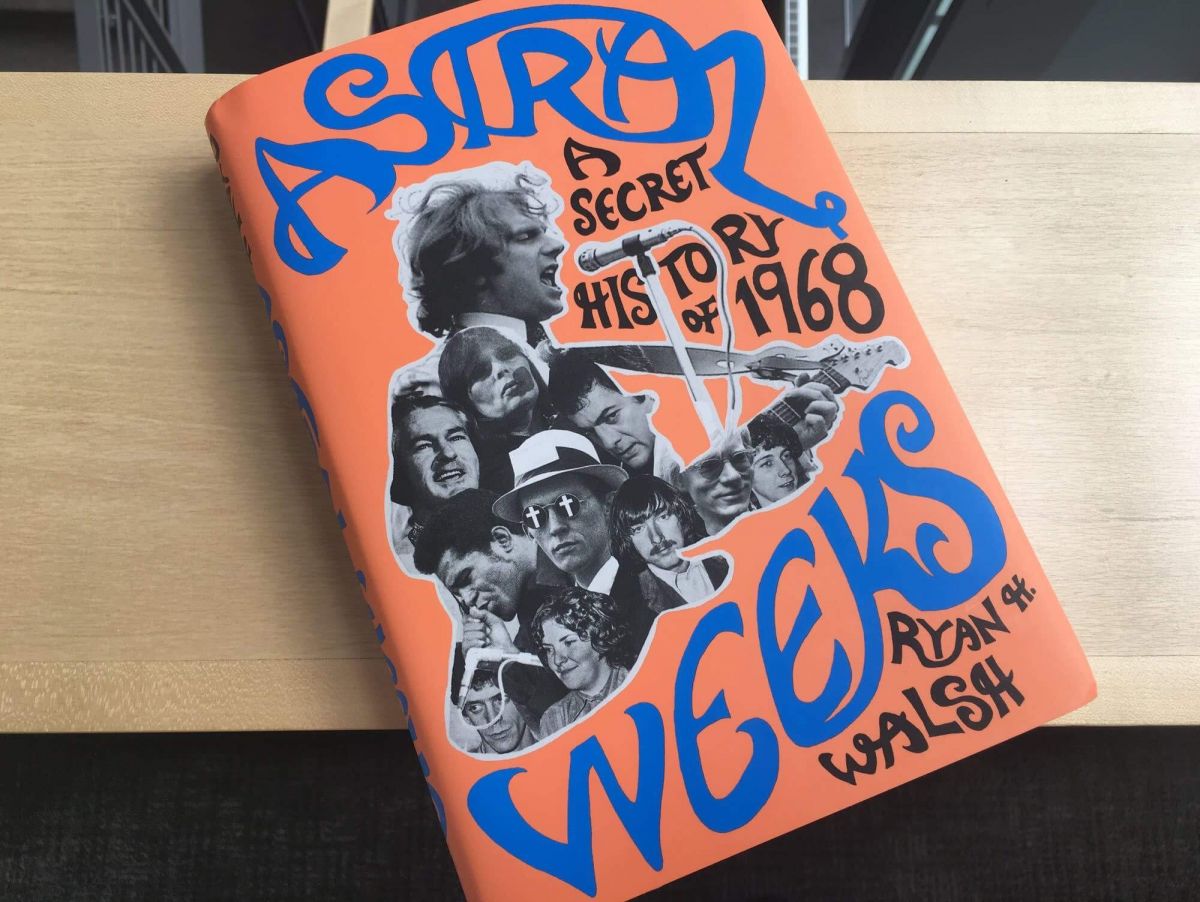 ASTRAL
A
SECRET
HISTORY
OF 1968
WEEKS
RYAN H.
WALSH